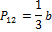 P₁₂ = 1/3 b